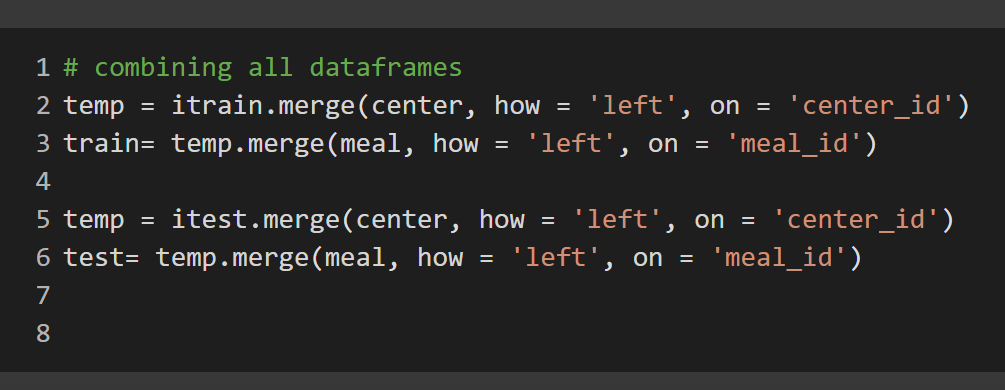 1 # combining all dataframes
2 temp = itrain.merge(center, how = 'left', on = 'center_id')
3 train= temp.merge(meal, how = 'left', on = 'meal_id')
4
5 temp = itest.merge(center, how = 'left', on = 'center_id')
6 test= temp.merge(meal, how = 'left', on = 'meal_id')
7
8